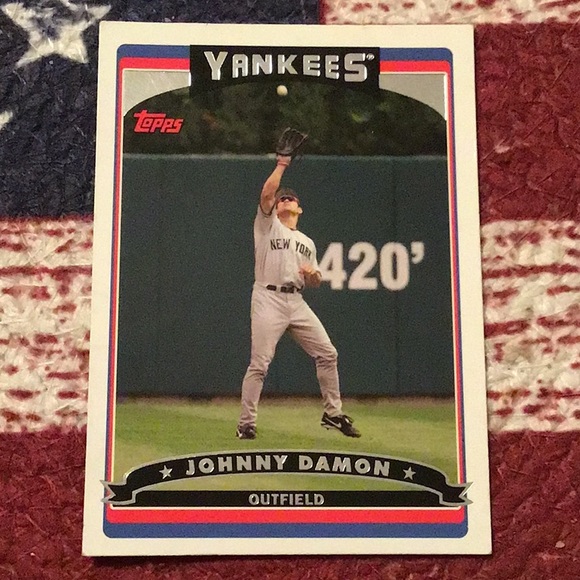 YANKEES®
Topps
NEW YORK
420'
JOHNNY DAMON
OUTFIELD